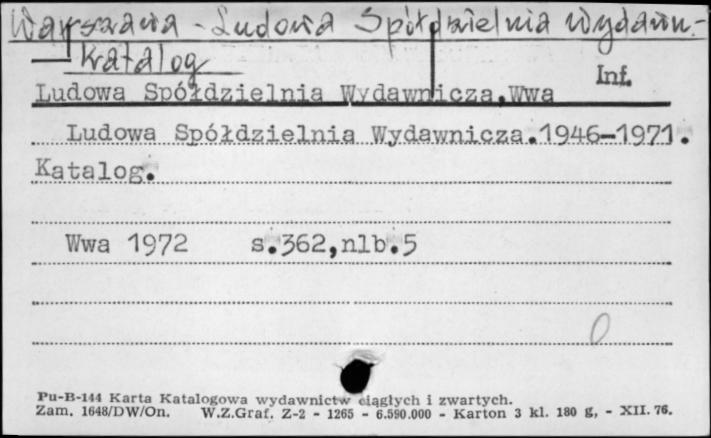 Warszawa - Ludowa Spółdzielnia Wydawn.-
— Katalog
Inf.
Ludowa Spółdzielnia Wydawnicza,Wwa
Ludowa Spółdzielnia Wydawnicza.1946-1971.
Katalog.
Wwa 1972 s.362,nlb.5
0
Pu-B-144 Karta Katalogowa wydawnictw ciągłych i zwartych.
Zam. 1648/DW/On. W.Z.Graf. Z-2 - 1265 - 6.590.000 - Karton 3 kl. 180 g, - XII. 76.